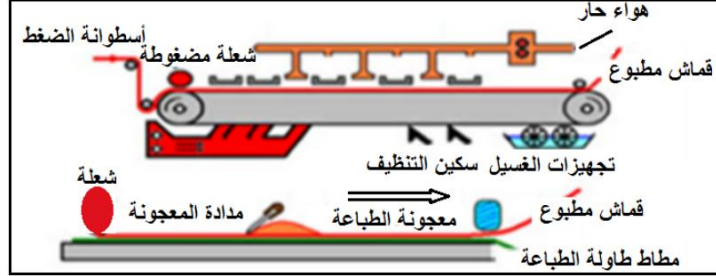 هواء حار
أسطوانة الضغط
شعلة مضغوطة
قماش مطبوع
تجهيزات الغسيل
سكين التنظيف
شعلة
مدادة المعجونة
معجونة الطباعة
قماش مطبوع
مطاط طاولة الطباعة